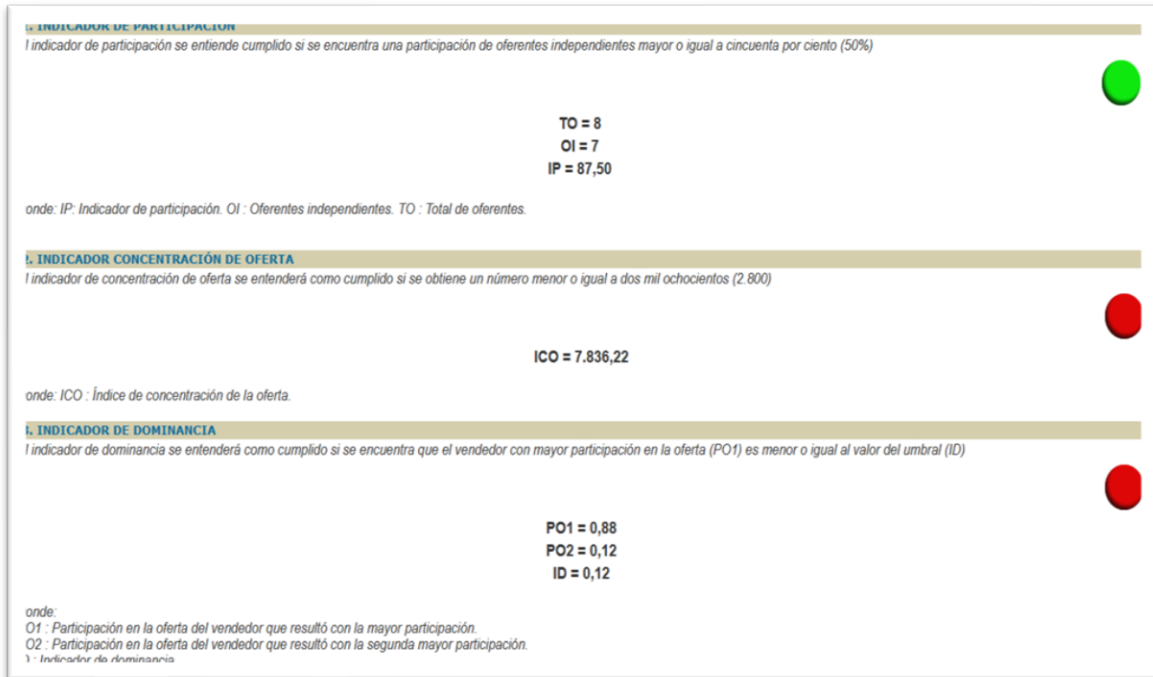 1. INDICADOR DE PARTICIPACIÓN
l indicador de participación se entiende cumplido si se encuentra una participación de oferentes independientes mayor o igual a cincuenta por ciento (50%)
TO = 8
OI = 7
IP = 87,50
onde: IP: Indicador de participación. OI : Oferentes independientes. TO : Total de oferentes.
2. INDICADOR CONCENTRACIÓN DE OFERTA
l indicador de concentración de oferta se entenderá como cumplido si se obtiene un número menor o igual a dos mil ochocientos (2.800)
ICO = 7.836,22
onde: ICO : Índice de concentración de la oferta.
3. INDICADOR DE DOMINANCIA
l indicador de dominancia se entenderá como cumplido si se encuentra que el vendedor con mayor participación en la oferta (PO1) es menor o igual al valor del umbral (ID)
PO1 = 0,88
PO2 = 0,12
ID = 0,12
onde:
O1 : Participación en la oferta del vendedor que resultó con la mayor participación.
O2 : Participación en la oferta del vendedor que resultó con la segunda mayor participación.
: Indicador de dominancia